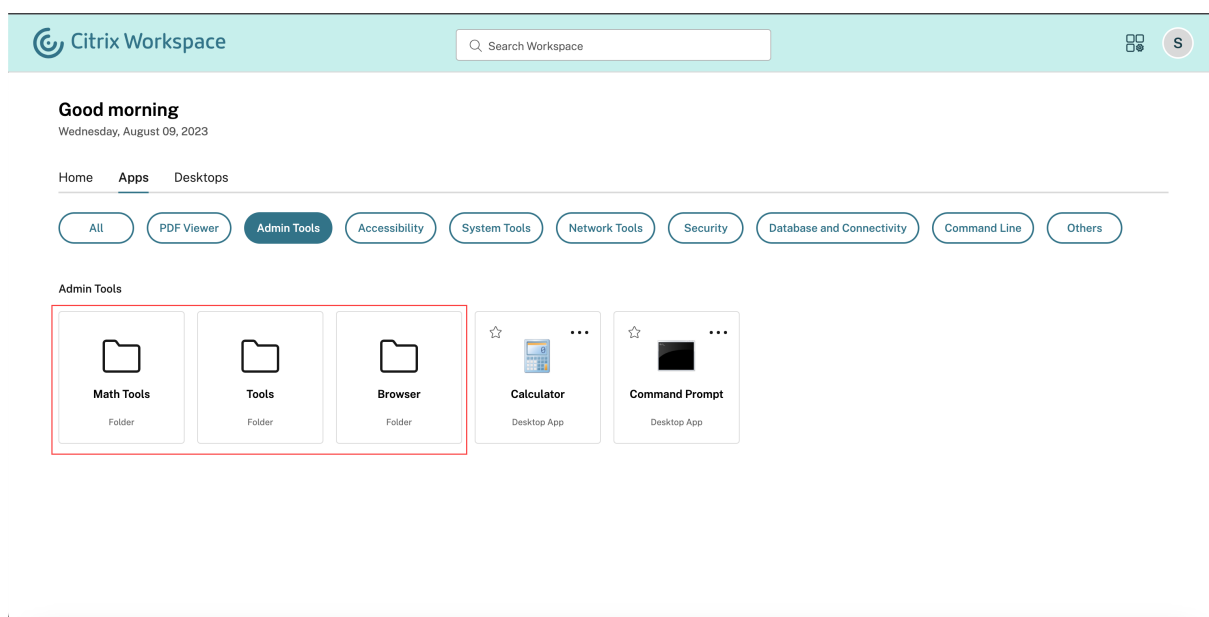 Citrix Workspace
Search Workspace
S
Good morning
Wednesday, August 09, 2023
Home Apps Desktops
All PDF Viewer Admin Tools Accessibility System Tools Network Tools Security Database and Connectivity Command Line Others
Admin Tools
Math Tools Tools Browser Calculator Command Prompt
Folder Folder Folder Desktop App Desktop App